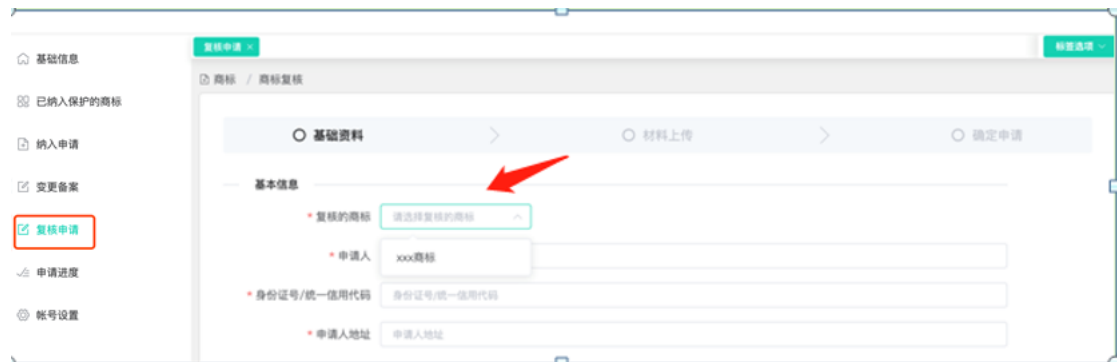 复核申请 ×
标签选项
基础信息
商标 / 商标复核
已纳入保护的商标
基础资料
材料上传
确定申请
纳入申请
变更备案
基本信息
* 复核的商标 请选择复核的商标
复核申请
* 申请人 xxx商标
申请进度
* 身份证号/统一信用代码 身份证号/统一信用代码
帐号设置
* 申请人地址 申请人地址